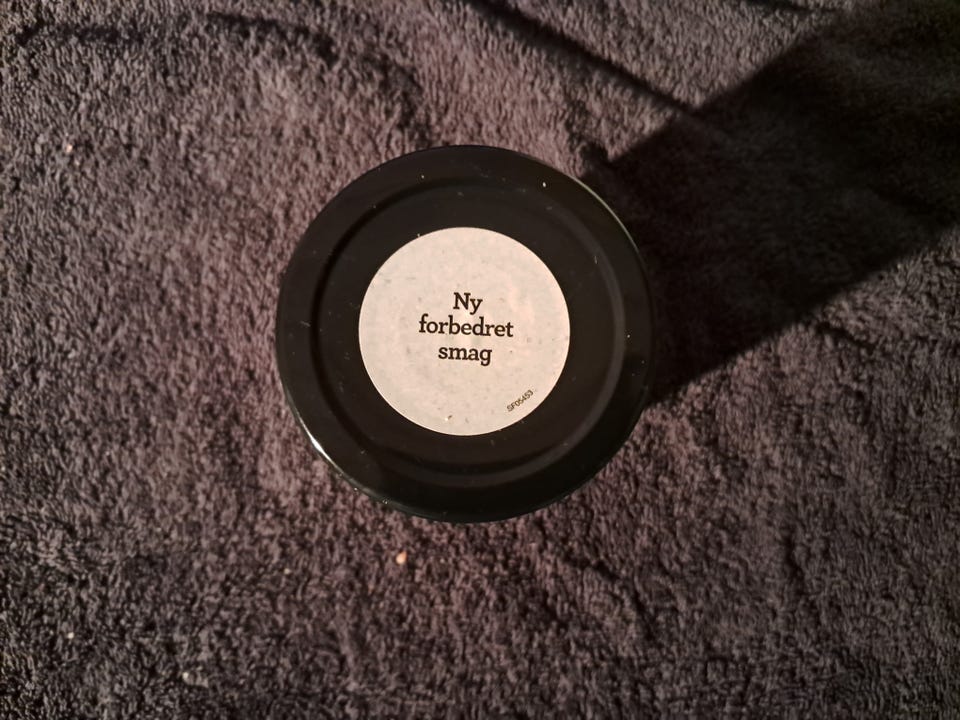 Ny
forbedret
smag
SF05453